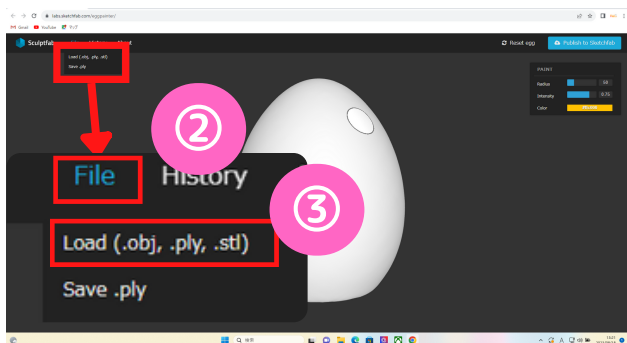 labs.sketchfab.com/eggpainter/
Gmail YouTube マップ
Sculptfab
Reset egg
Publish to Sketchfab
Load (.obj, .ply, .stl)
Save .ply
PAINT
Radius 50
Intensity 0.75
Color
②
File History
③
Load (.obj, .ply, .stl)
Save .ply
検索